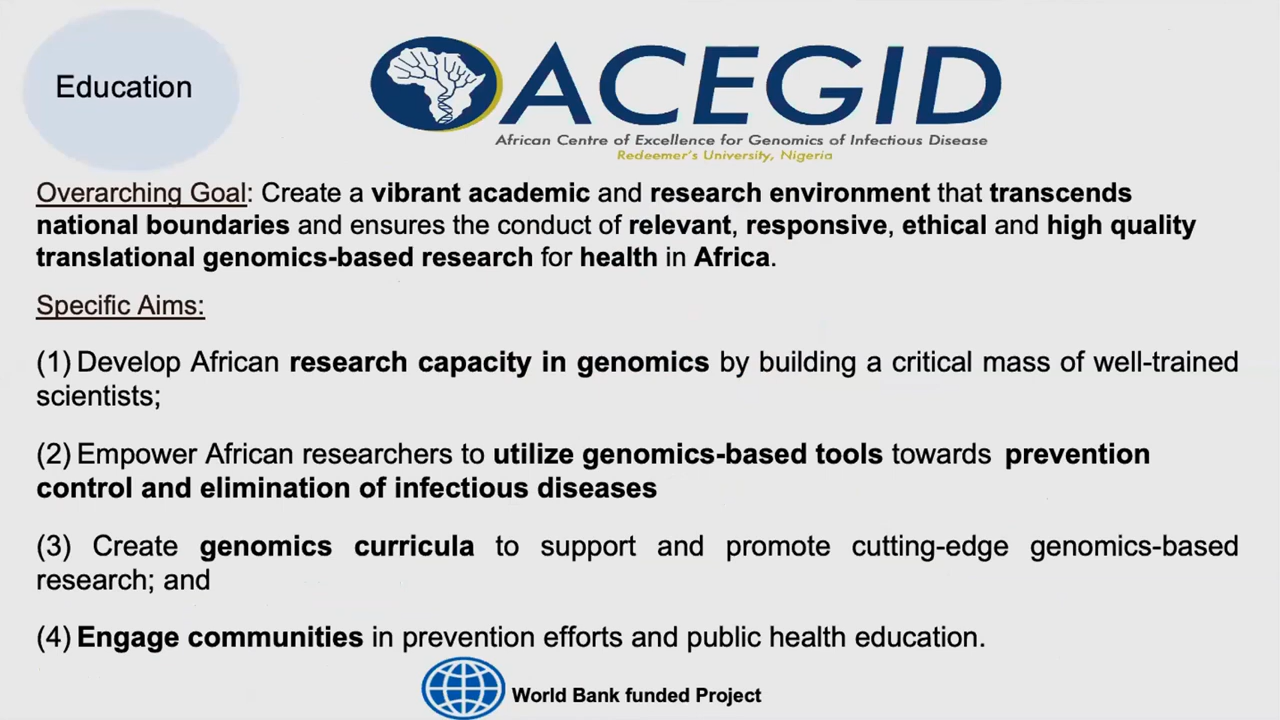 Education
ACEGID
African Centre of Excellence for Genomics of Infectious Disease
Redeemer's University, Nigeria
Overarching Goal: Create a vibrant academic and research environment that transcends
national boundaries and ensures the conduct of relevant, responsive, ethical and high quality
translational genomics-based research for health in Africa.
Specific Aims:
(1) Develop African research capacity in genomics by building a critical mass of well-trained
scientists;
(2) Empower African researchers to utilize genomics-based tools towards prevention
control and elimination of infectious diseases
(3) Create genomics curricula to support and promote cutting-edge genomics-based
research; and
(4) Engage communities in prevention efforts and public health education.
World Bank funded Project